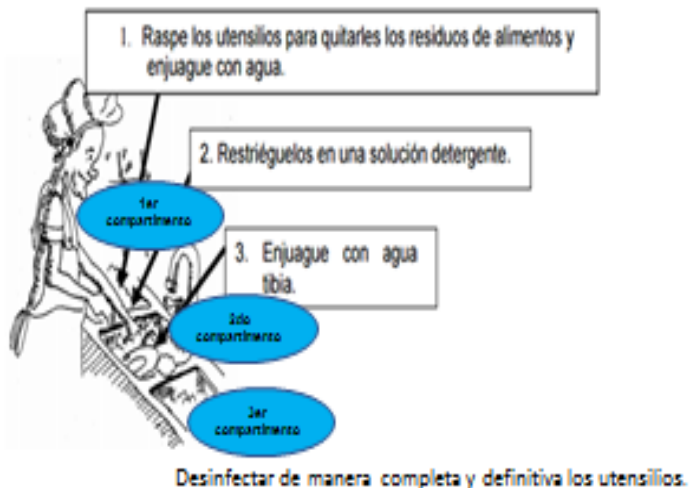 1. Raspe los utensilios para quitarles los residuos de alimentos y
enjuague con agua.
2. Restriéguelos en una solución detergente.
1er
compartimento
3. Enjuague con agua
tibia.
2do
compartimento
3er
compartimento
Desinfectar de manera completa y definitiva los utensilios.